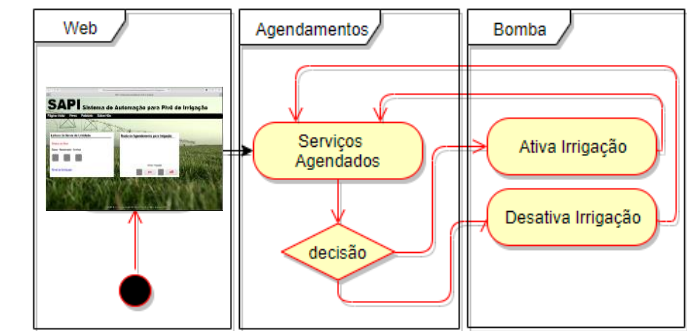 Web
Agendamentos
Bomba
SAPI Sistema de Automação para Pivô de Irrigação
Serviços
Agendados
Ativa Irrigação
Desativa Irrigação
decisão